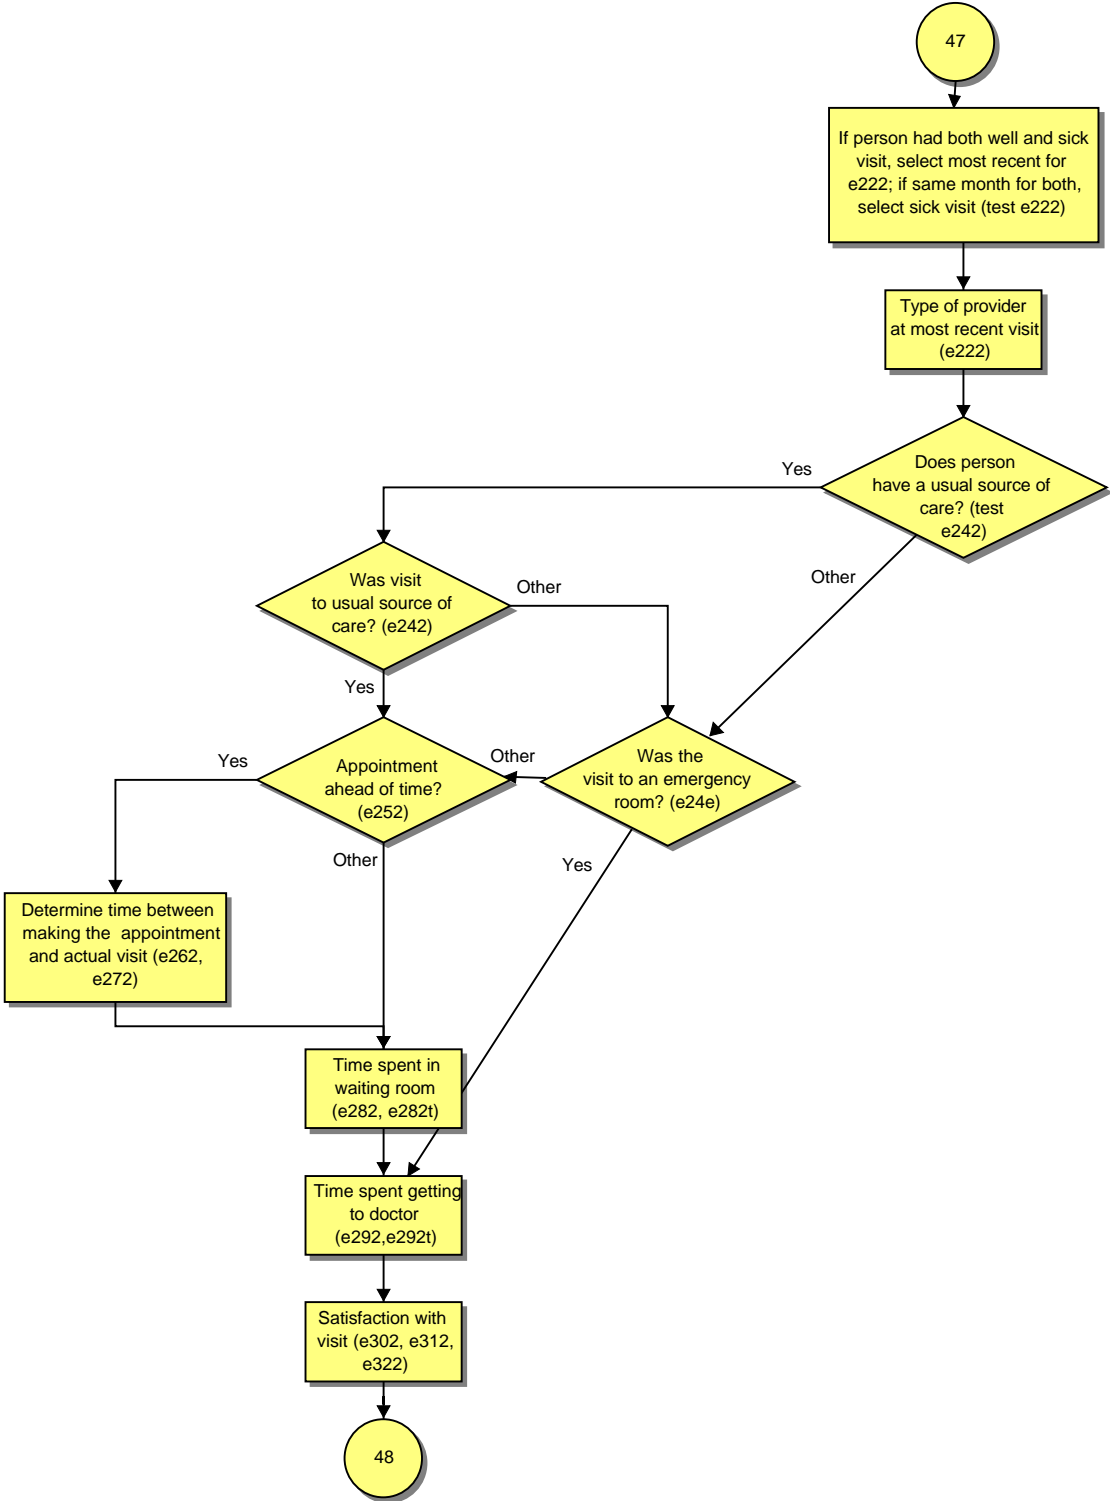 47
If person had both well and sick
visit, select most recent for
e222; if same month for both,
select sick visit (test e222)
Type of provider
at most recent visit
(e222)
Does person
have a usual source of
care? (test
e242)
Yes
Other
Was visit
to usual source of
care? (e242)
Other
Yes
Appointment
ahead of time?
(e252)
Yes
Other
Other
Was the
visit to an emergency
room? (e24e)
Yes
Determine time between
making the appointment
and actual visit (e262,
e272)
Time spent in
waiting room
(e282, e282t)
Time spent getting
to doctor
(e292,e292t)
Satisfaction with
visit (e302, e312,
e322)
48